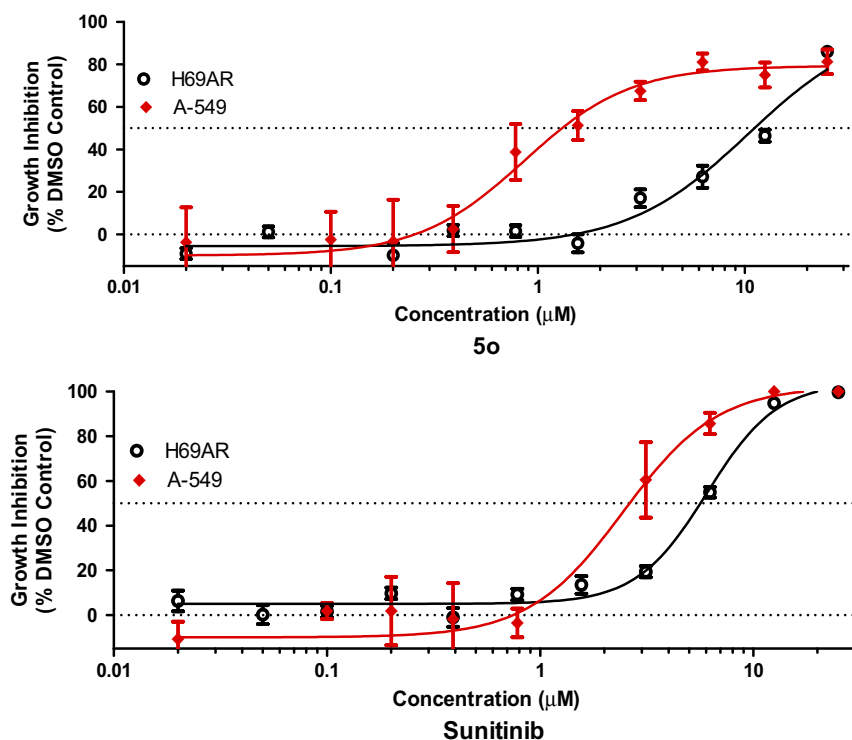 Growth Inhibition
(% DMSO Control)
100
80
60
40
20
0
H69AR
A-549
0.01
0.1
1
10
Concentration (μM)
5o
Growth Inhibition
(% DMSO Control)
100
80
60
40
20
0
H69AR
A-549
0.01
0.1
1
10
Concentration (μM)
Sunitinib